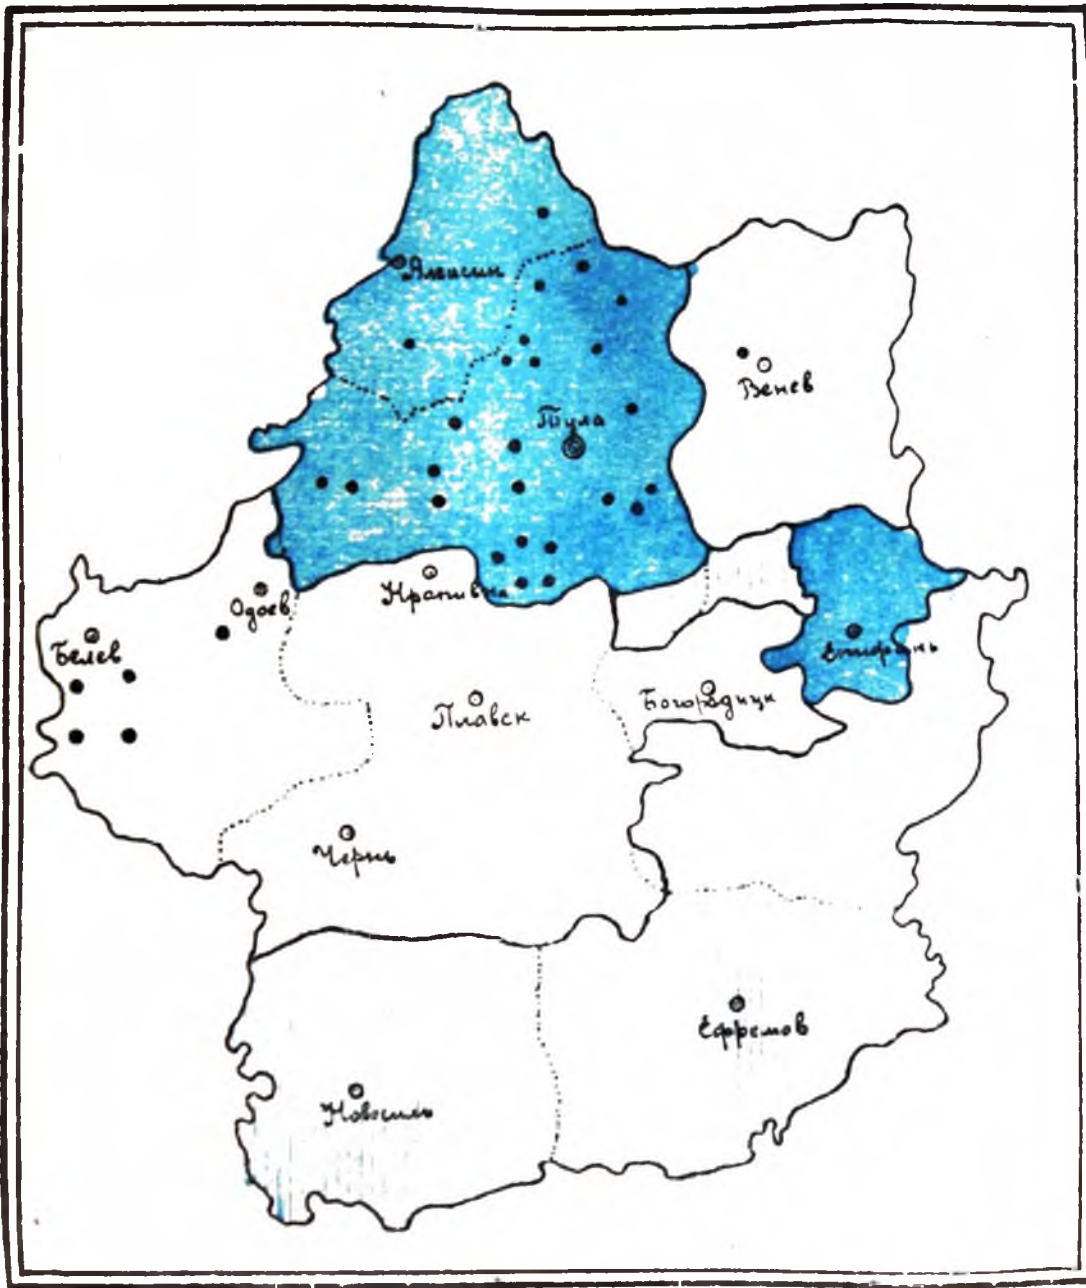 Алексин
Венев
Тула
Крапивна
Одоев
Белев
Епифань
Богородицк
Плавск
Чернь
Ефремов
Новосиль